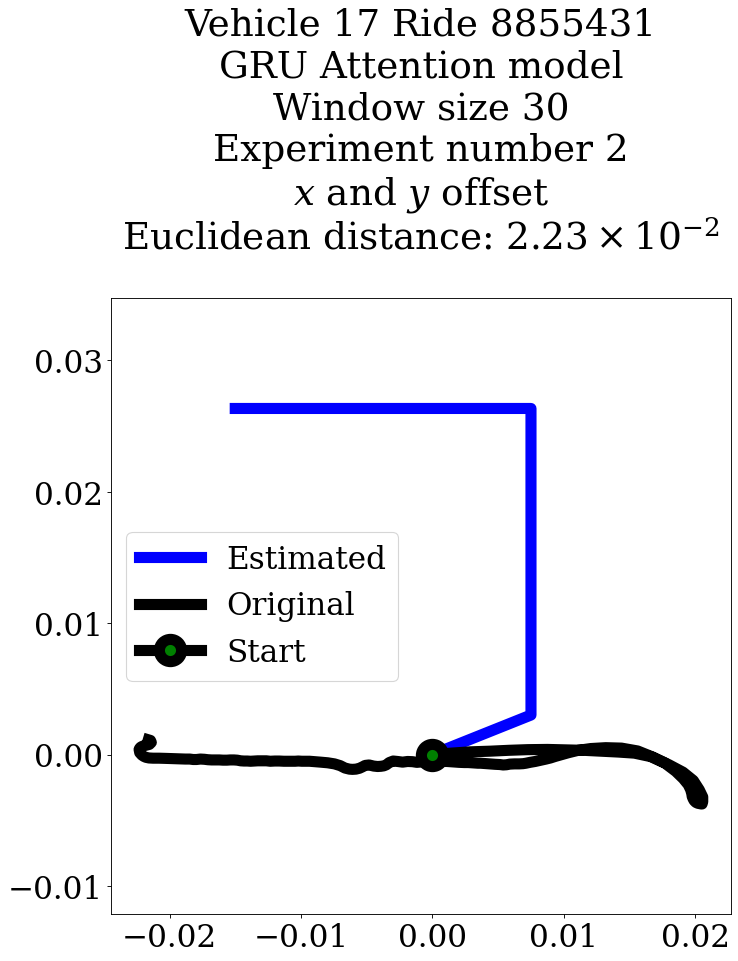 Vehicle 17 Ride 8855431
GRU Attention model
Window size 30
Experiment number 2
x and y offset
Euclidean distance: 2.23 × 10⁻²
0.03
0.02
0.01
0.00
−0.01
Estimated
Original
Start
−0.02 −0.01 0.00 0.01 0.02